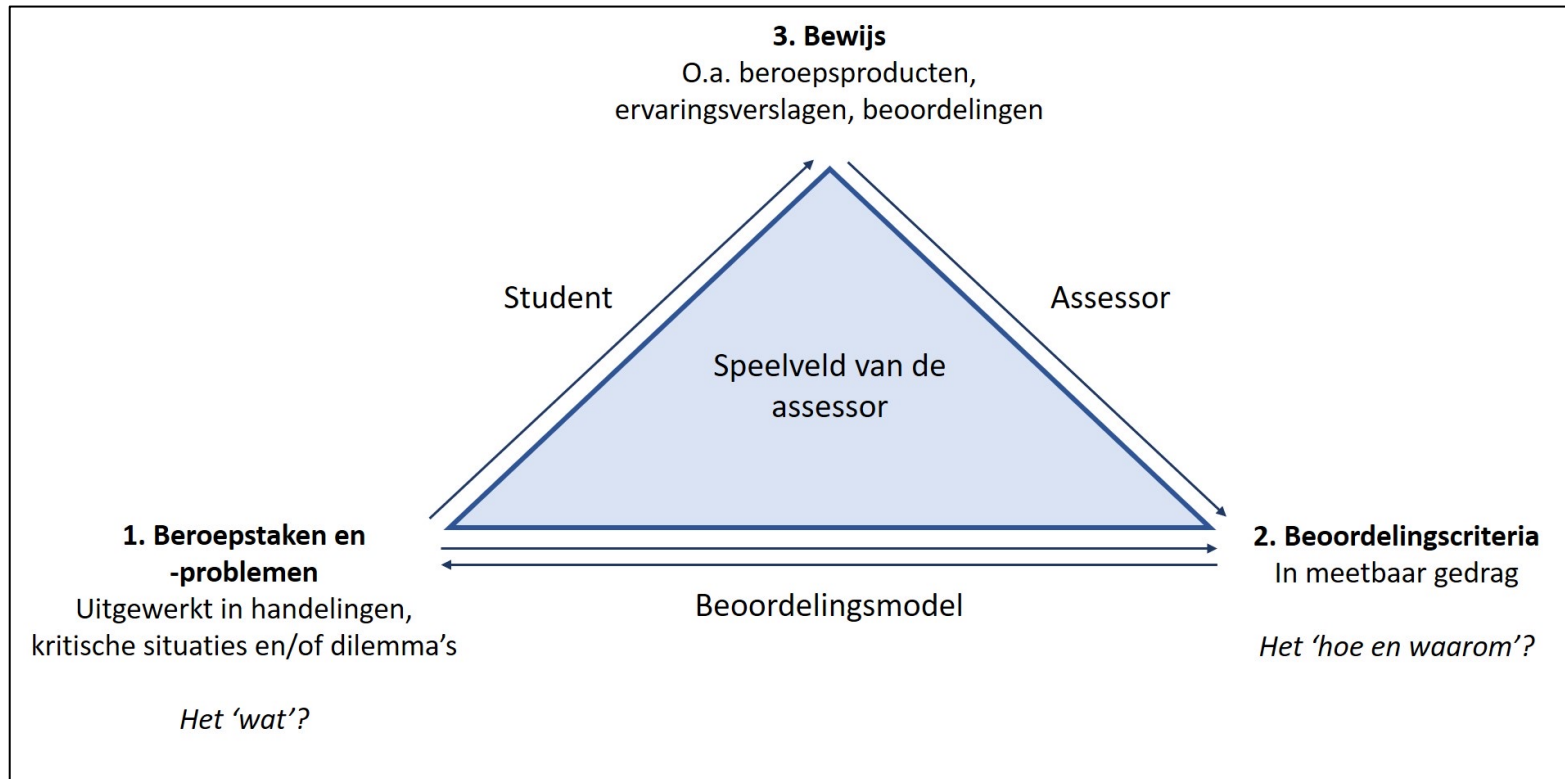 3. Bewijs
O.a. beroepsproducten,
ervaringsverslagen, beoordelingen
Student
Assessor
Speelveld van de
assessor
1. Beroepstaken en
-problemen
Uitgewerkt in handelingen,
kritische situaties en/of dilemma's
Het ‘wat’?
Beoordelingsmodel
2. Beoordelingscriteria
In meetbaar gedrag
Het ‘hoe en waarom’?